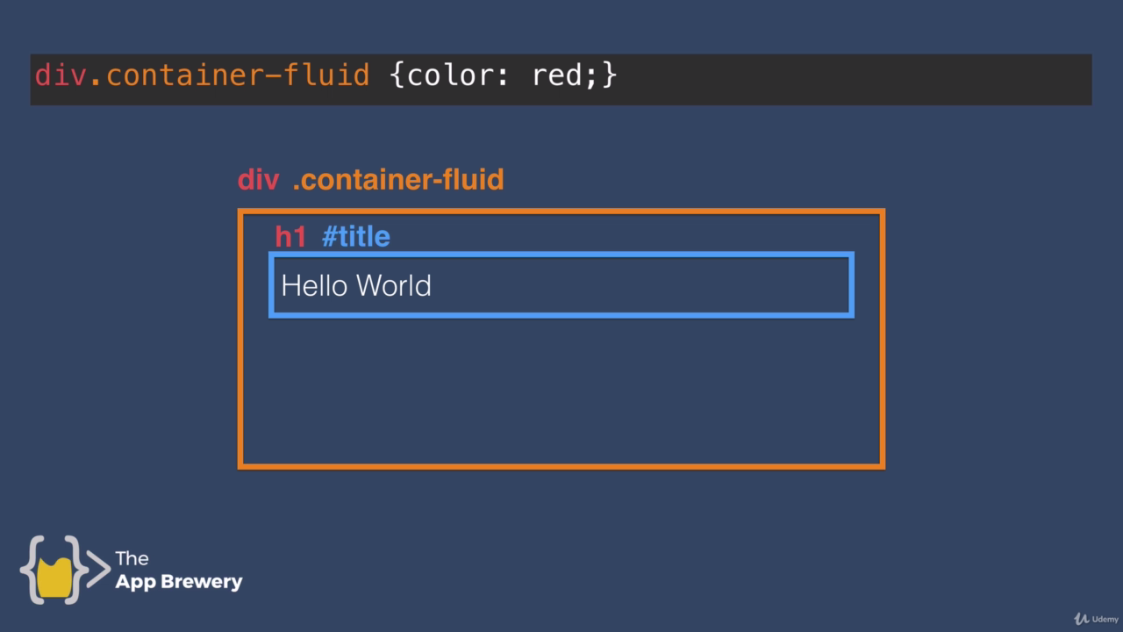 div.container-fluid {color: red;}
div .container-fluid
h1 #title
Hello World
The
App Brewery
Udemy